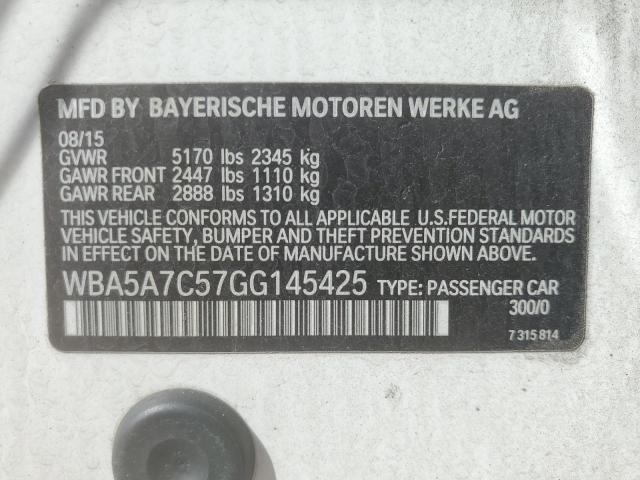 MFD BY BAYERISCHE MOTOREN WERKE AG
08/15
GVWR 5170 lbs 2345 kg
GAWR FRONT 2447 lbs 1110 kg
GAWR REAR 2888 lbs 1310 kg
THIS VEHICLE CONFORMS TO ALL APPLICABLE U.S.FEDERAL MOTOR
VEHICLE SAFETY, BUMPER AND THEFT PREVENTION STANDARDS
IN EFFECT ON THE DATE OF MANUFACTURE SHOWN ABOVE.
WBA5A7C57GG145425 TYPE: PASSENGER CAR
300/0
7 315 814